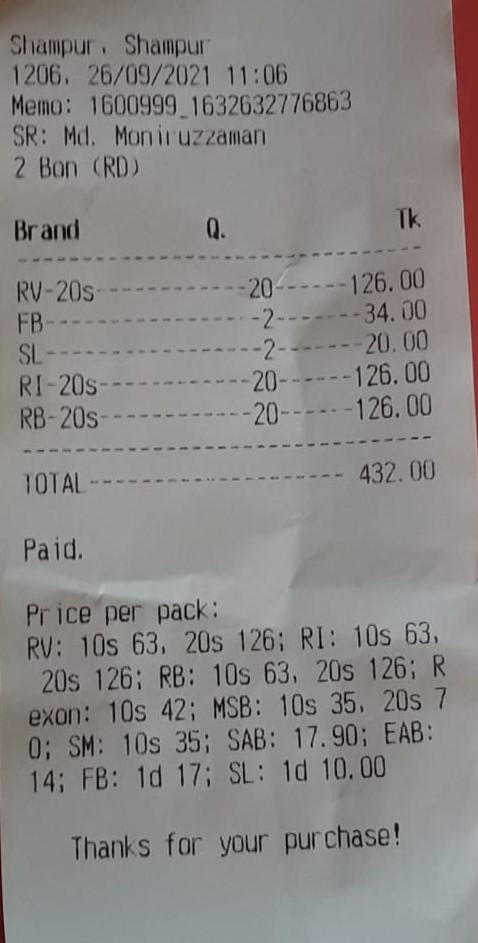 Shampur, Shampur
1206, 26/09/2021 11:06
Memo: 1600999_1632632776863
SR: Md. Moniruzzaman
2 Bon (RD)
Brand Q. Tk
RV-20s 20 126.00
FB 2 34.00
SL 2 20.00
RI-20s 20 126.00
RB-20s 20 126.00
TOTAL 432.00
Paid.
Price per pack:
RV: 10s 63, 20s 126; RI: 10s 63,
20s 126; RB: 10s 63, 20s 126; R
exon: 10s 42; MSB: 10s 35, 20s 7
0; SM: 10s 35; SAB: 17.90; EAB:
14; FB: 1d 17; SL: 1d 10.00
Thanks for your purchase!